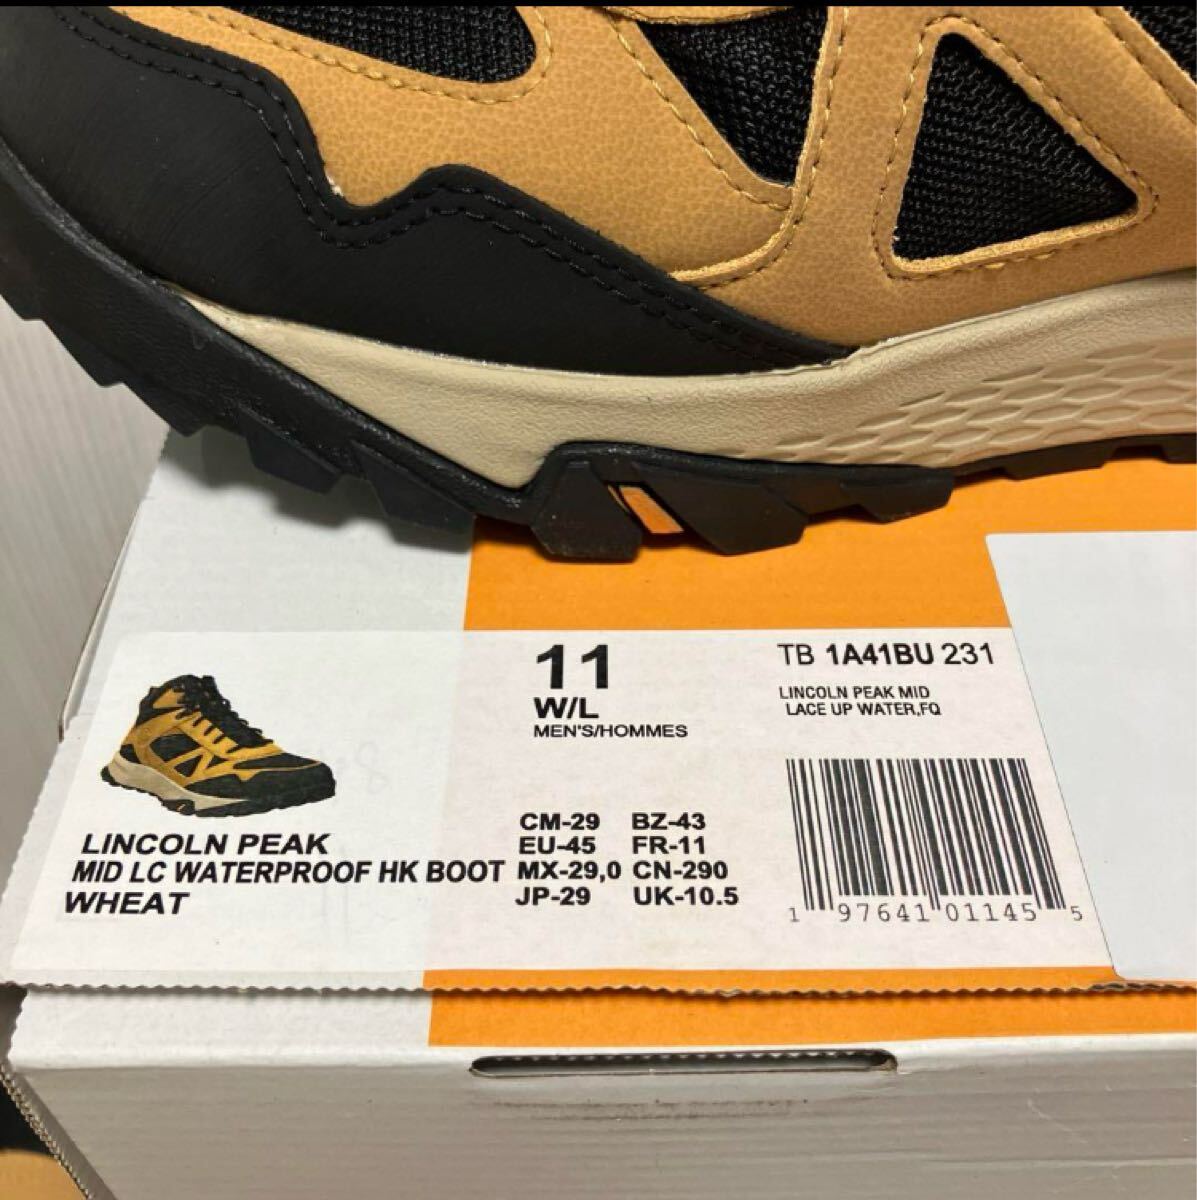 11
W/L
MEN'S/HOMMES
TB 1A41BU 231
LINCOLN PEAK MID
LACE UP WATER,FQ
LINCOLN PEAK
MID LC WATERPROOF HK BOOT
WHEAT
CM-29 BZ-43
EU-45 FR-11
MX-29,0 CN-290
JP-29 UK-10.5
1 97641 01145 5